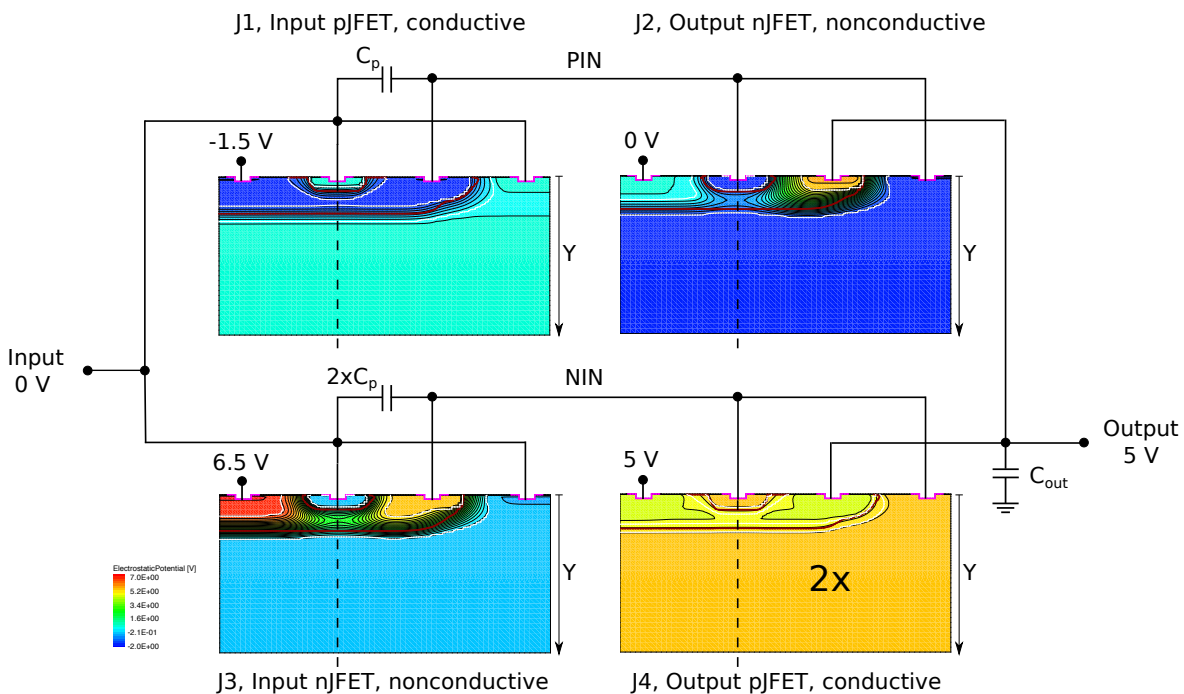 J1, Input pJFET, conductive
J2, Output nJFET, nonconductive
Cp
PIN
-1.5 V
0 V
Y
Y
Input
0 V
2xCp
NIN
Output
5 V
6.5 V
5 V
Cout
ElectrostaticPotential [V]
7.0E+00
5.2E+00
3.4E+00
1.6E+00
-2.1E-01
-2.0E+00
Y
2x
Y
J3, Input nJFET, nonconductive
J4, Output pJFET, conductive